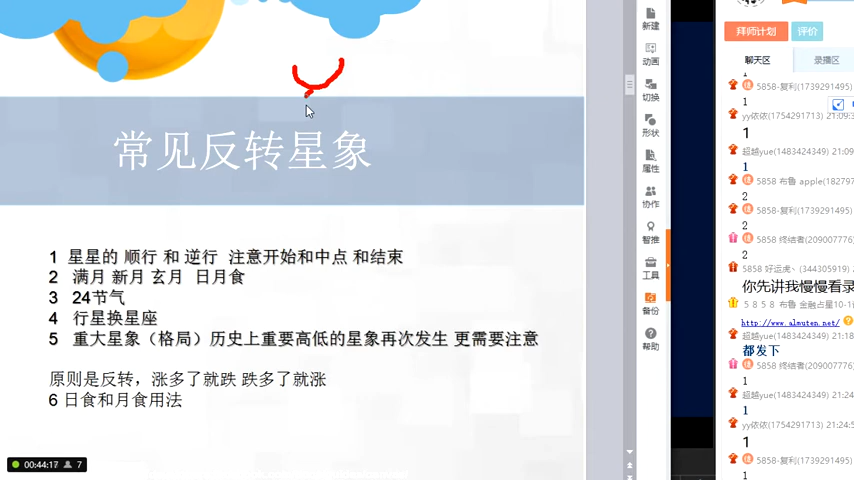 常见反转星象
1 星星的 顺行 和 逆行 注意开始和中点 和结束
2 满月 新月 玄月 日月食
3 24节气
4 行星换星座
5 重大星象（格局）历史上重要高低的星象再次发生 更需要注意
原则是反转，涨多了就跌 跌多了就涨
6 日食和月食用法
00:44:17 7
新建
动画
切换
形状
属性
协作
智推
工具
备份
帮助
拜师计划 评价
聊天区 录播区
1
5858-复利(1739291495)
1
yy依依(1754291713) 21:09:3
1
超越yue(1483424349) 21:09
1
5858 布鲁 apple(182797
2
5858-复利(1739291495)
2
5858 终结者(209007776)
2
5858 好运虎丶(344305919)
你先讲我慢慢看录
5 8 5 8 布鲁 金融占星10-1(
http://www.almuten.net/
超越yue(1483424349) 21:18
都发下
5858 终结者(209007776)
1
超越yue(1483424349) 21:24
1
yy依依(1754291713) 21:24:5
1
5858-复利(1739291495)
1